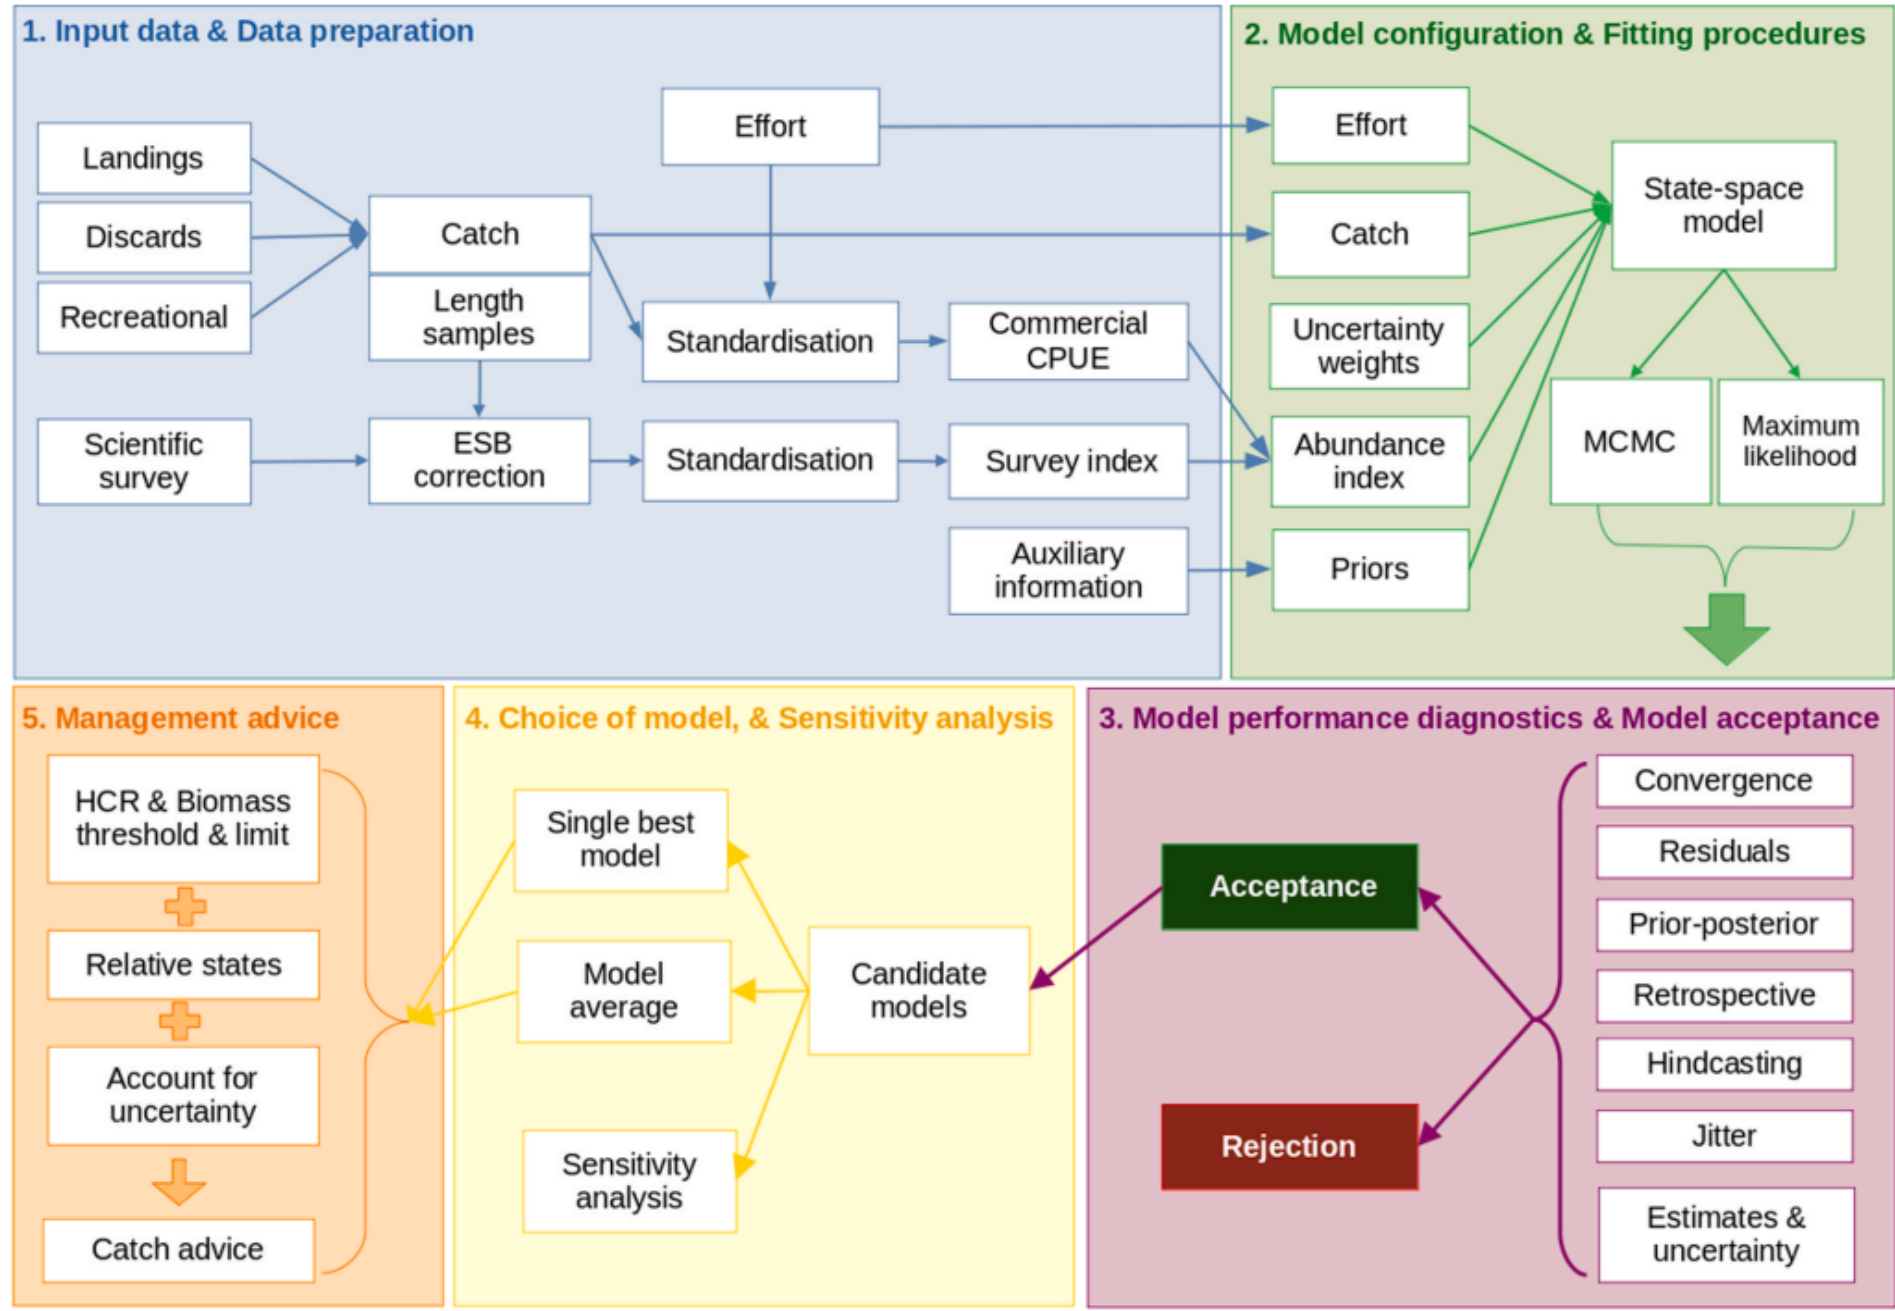 1. Input data & Data preparation
Landings
Discards
Recreational
Scientific
survey
Catch
Length
samples
ESB
correction
Effort
Standardisation
Standardisation
Commercial
CPUE
Survey index
Auxiliary
information
2. Model configuration & Fitting procedures
Effort
Catch
Uncertainty
weights
Abundance
index
Priors
State-space
model
MCMC
Maximum
likelihood
3. Model performance diagnostics & Model acceptance
Convergence
Residuals
Prior-posterior
Retrospective
Hindcasting
Jitter
Estimates &
uncertainty
Acceptance
Rejection
4. Choice of model, & Sensitivity analysis
Candidate
models
Single best
model
Model
average
Sensitivity
analysis
5. Management advice
HCR & Biomass
threshold & limit
Relative states
Account for
uncertainty
Catch advice